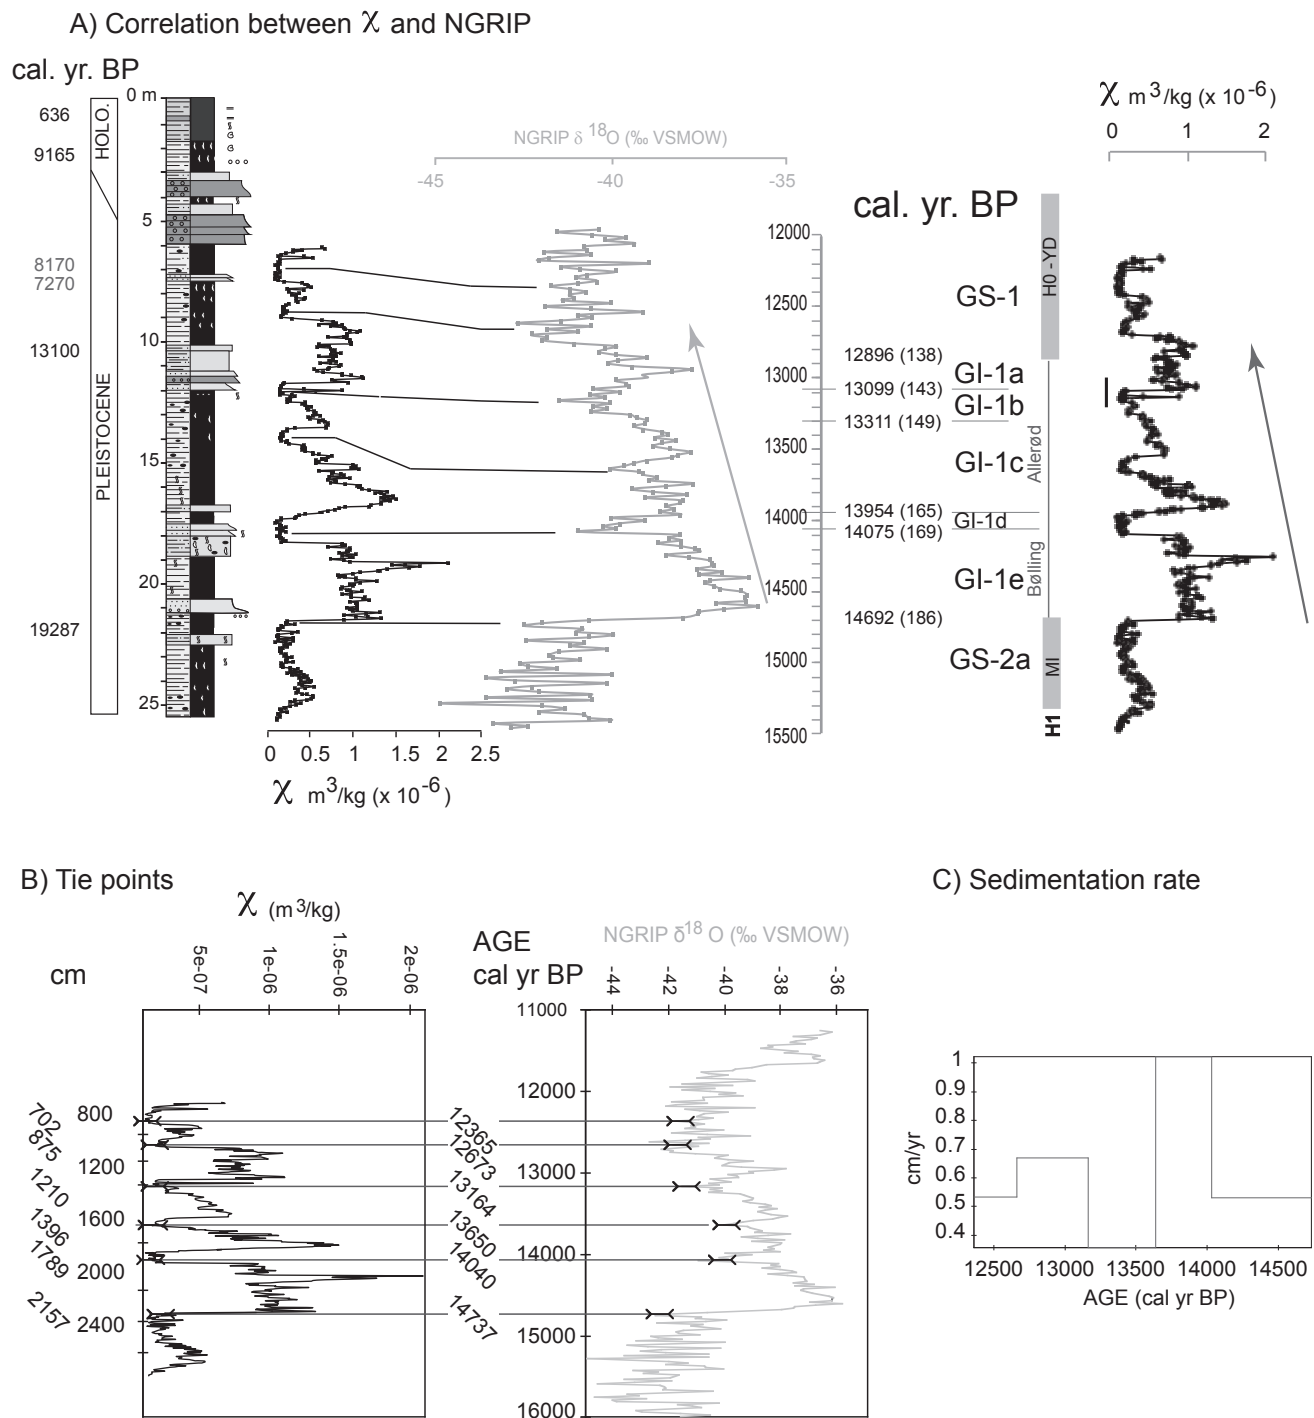 A) Correlation between χ and NGRIP
cal. yr. BP
636
9165
8170
7270
13100
19287
HOLO.
PLEISTOCENE
0 m
5
10
15
20
25
0 0.5 1 1.5 2 2.5
χ m³/kg (x 10⁻⁶)
NGRIP δ ¹⁸O (‰ VSMOW)
-45 -40 -35
cal. yr. BP
12000
12500
13000
13500
14000
14500
15000
15500
12896 (138)
13099 (143)
13311 (149)
13954 (165)
14075 (169)
14692 (186)
GS-1
GI-1a
GI-1b
GI-1c
GI-1d
GI-1e
GS-2a
Allerød
Bølling
H0 -YD
MI
H1
χ m³/kg (x 10⁻⁶)
0 1 2
B) Tie points
χ (m³/kg)
5e-07 1e-06 1.5e-06 2e-06
cm
800
1200
1600
2000
2400
702
875
1210
1396
1789
2157
AGE
cal yr BP
12365
12673
13164
13650
14040
14737
NGRIP δ¹⁸ O (‰ VSMOW)
-44 -42 -40 -38 -36
11000
12000
13000
14000
15000
16000
C) Sedimentation rate
cm/yr
1
0.9
0.8
0.7
0.6
0.5
0.4
12500 13000 13500 14000 14500
AGE (cal yr BP)